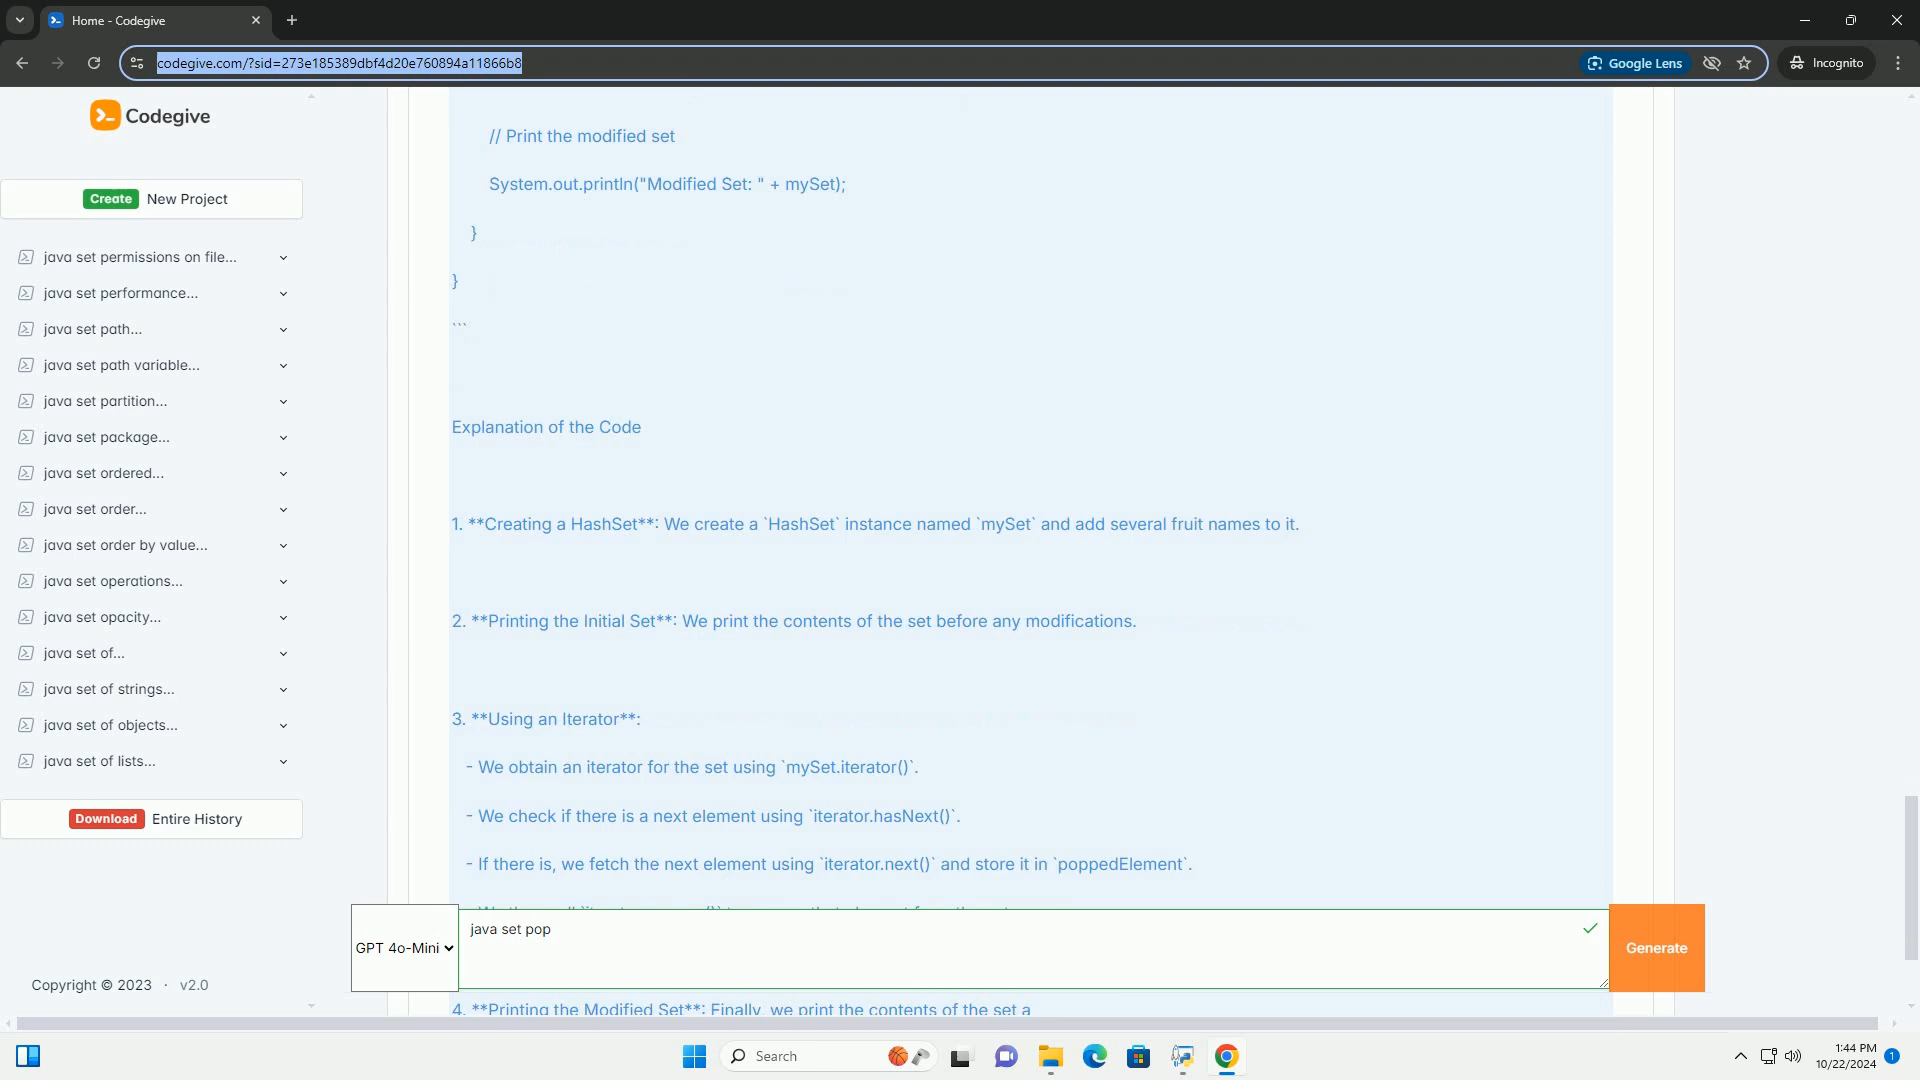 Home - Codegive
codegive.com/?sid=273e185389dbf4d20e760894a11866b8
Google Lens
Incognito
Codegive
Create New Project
java set permissions on file...
java set performance...
java set path...
java set path variable...
java set partition...
java set package...
java set ordered...
java set order...
java set order by value...
java set operations...
java set opacity...
java set of...
java set of strings...
java set of objects...
java set of lists...
Download Entire History
Copyright © 2023 · v2.0
// Print the modified set
System.out.println("Modified Set: " + mySet);
}
}
```
Explanation of the Code
1. **Creating a HashSet**: We create a `HashSet` instance named `mySet` and add several fruit names to it.
2. **Printing the Initial Set**: We print the contents of the set before any modifications.
3. **Using an Iterator**:
- We obtain an iterator for the set using `mySet.iterator()`.
- We check if there is a next element using `iterator.hasNext()`.
- If there is, we fetch the next element using `iterator.next()` and store it in `poppedElement`.
GPT 4o-Mini
java set pop
Generate
4. **Printing the Modified Set**: Finally, we print the contents of the set a
Search
1:44 PM
10/22/2024
1